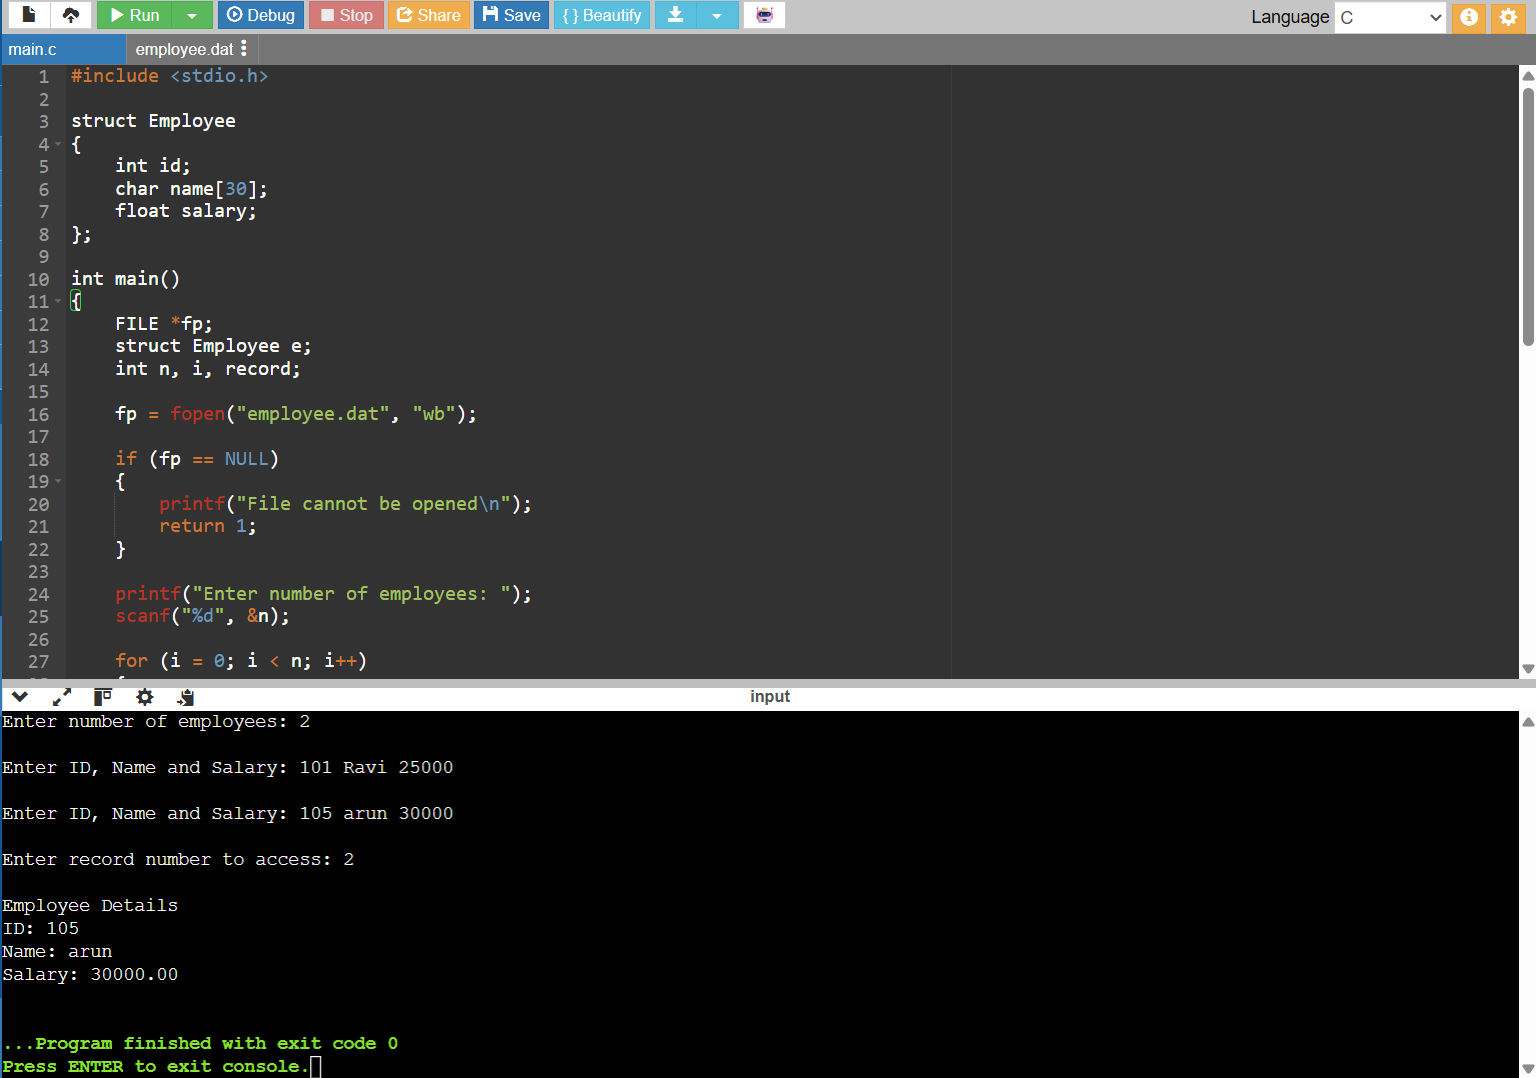 Run Debug Stop Share Save { } Beautify Language C
main.c employee.dat
1 #include <stdio.h>
2
3 struct Employee
4 {
5     int id;
6     char name[30];
7     float salary;
8 };
9
10 int main()
11 {
12     FILE *fp;
13     struct Employee e;
14     int n, i, record;
15
16     fp = fopen("employee.dat", "wb");
17
18     if (fp == NULL)
19     {
20         printf("File cannot be opened\n");
21         return 1;
22     }
23
24     printf("Enter number of employees: ");
25     scanf("%d", &n);
26
27     for (i = 0; i < n; i++)
input
Enter number of employees: 2
Enter ID, Name and Salary: 101 Ravi 25000
Enter ID, Name and Salary: 105 arun 30000
Enter record number to access: 2
Employee Details
ID: 105
Name: arun
Salary: 30000.00
...Program finished with exit code 0
Press ENTER to exit console.